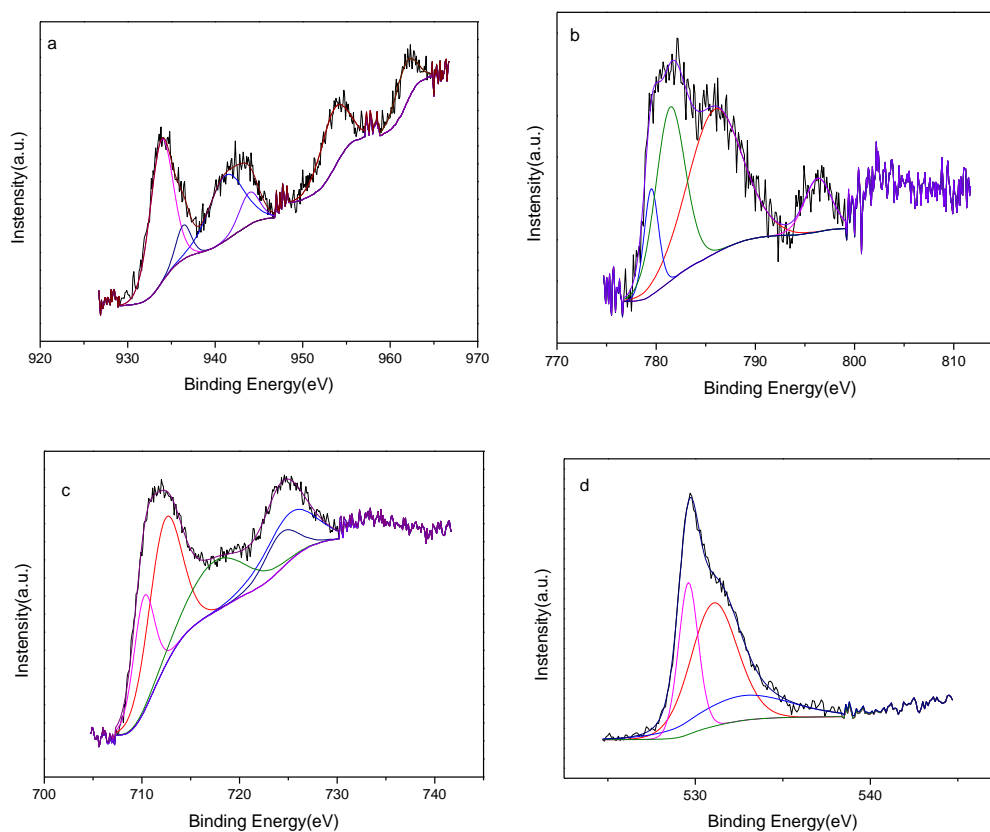 a
Instensity(a.u.)
920 930 940 950 960 970
Binding Energy(eV)
b
Instensity(a.u.)
770 780 790 800 810
Binding Energy(eV)
c
Instensity(a.u.)
700 710 720 730 740
Binding Energy(eV)
d
Instensity(a.u.)
530 540
Binding Energy(eV)